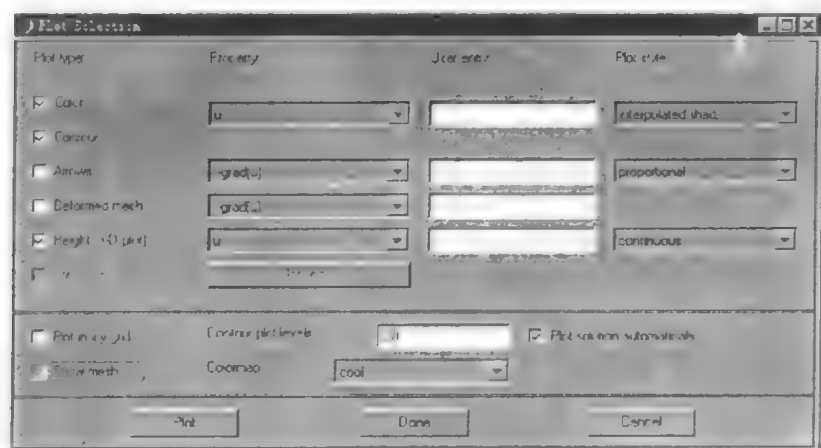 Plot Selection
Plot type: Property: User entry: Plot style:
Color u interpolated shad.
Contour
Arrows -grad(u) proportional
Deformed mesh -grad(u)
Height (3-D plot) u continuous
Plot in x-y grid Contour plot levels: Plot solution automatically
Show mesh Colormap: cool
Plot Done Cancel